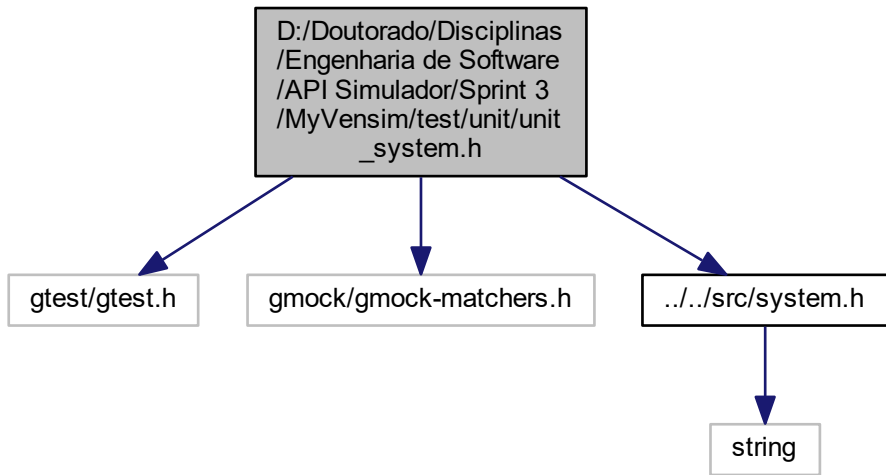 D:/Doutorado/Disciplinas
/Engenharia de Software
/API Simulador/Sprint 3
/MyVensim/test/unit/unit
_system.h
gtest/gtest.h
gmock/gmock-matchers.h
../../src/system.h
string